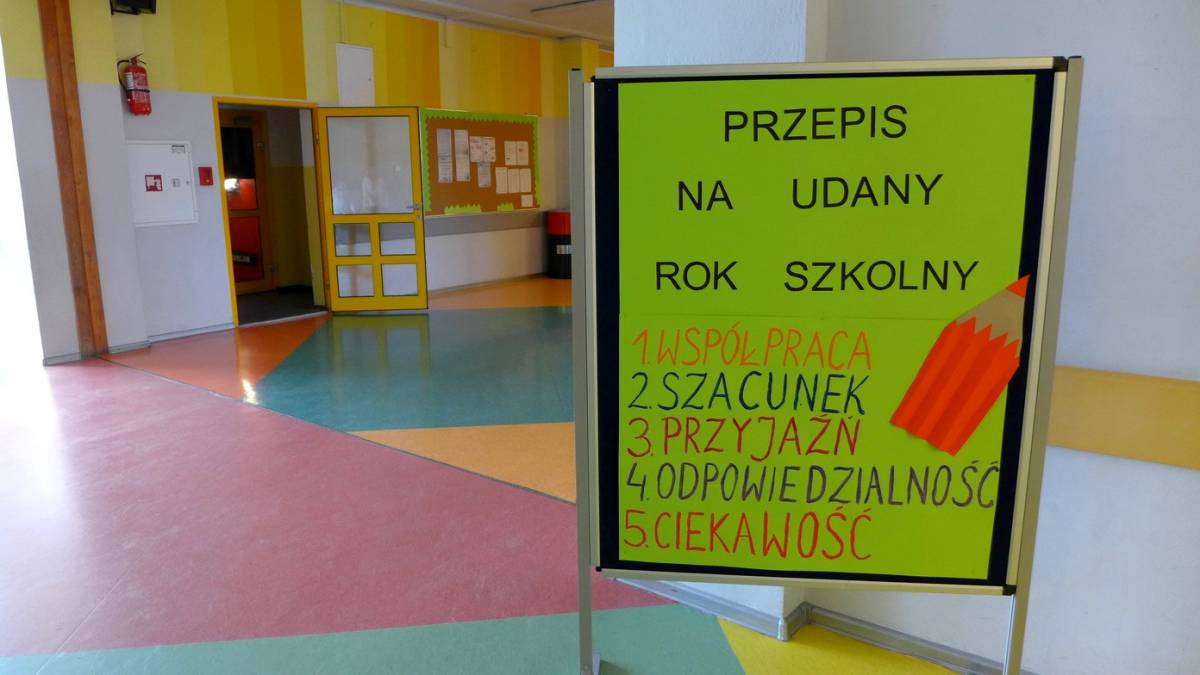 PRZEPIS
NA UDANY
ROK SZKOLNY
1. WSPÓŁPRACA
2. SZACUNEK
3. PRZYJAŹŃ
4. ODPOWIEDZIALNOŚĆ
5. CIEKAWOŚĆ